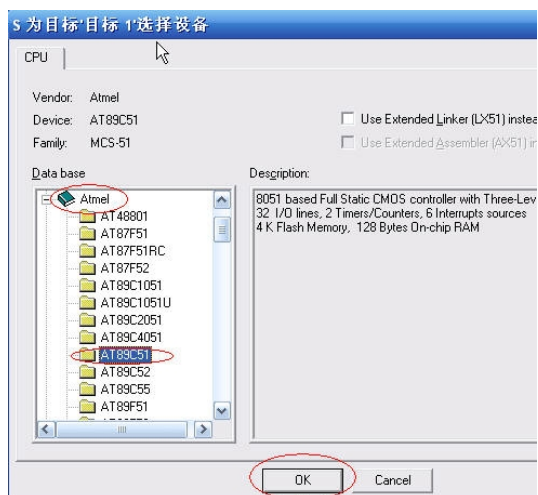 S 为目标'目标 1'选择设备
CPU
Vendor: Atmel
Device: AT89C51
Family: MCS-51
Use Extended Linker (LX51) instea
Use Extended Assembler (AX51) in
Data base
Description:
Atmel
AT48801
AT87F51
AT87F51RC
AT87F52
AT89C1051
AT89C1051U
AT89C2051
AT89C4051
AT89C51
AT89C52
AT89C55
AT89F51
8051 based Full Static CMOS controller with Three-Lev
32 I/O lines, 2 Timers/Counters, 6 Interrupts sources
4 K Flash Memory, 128 Bytes On-chip RAM
OK
Cancel